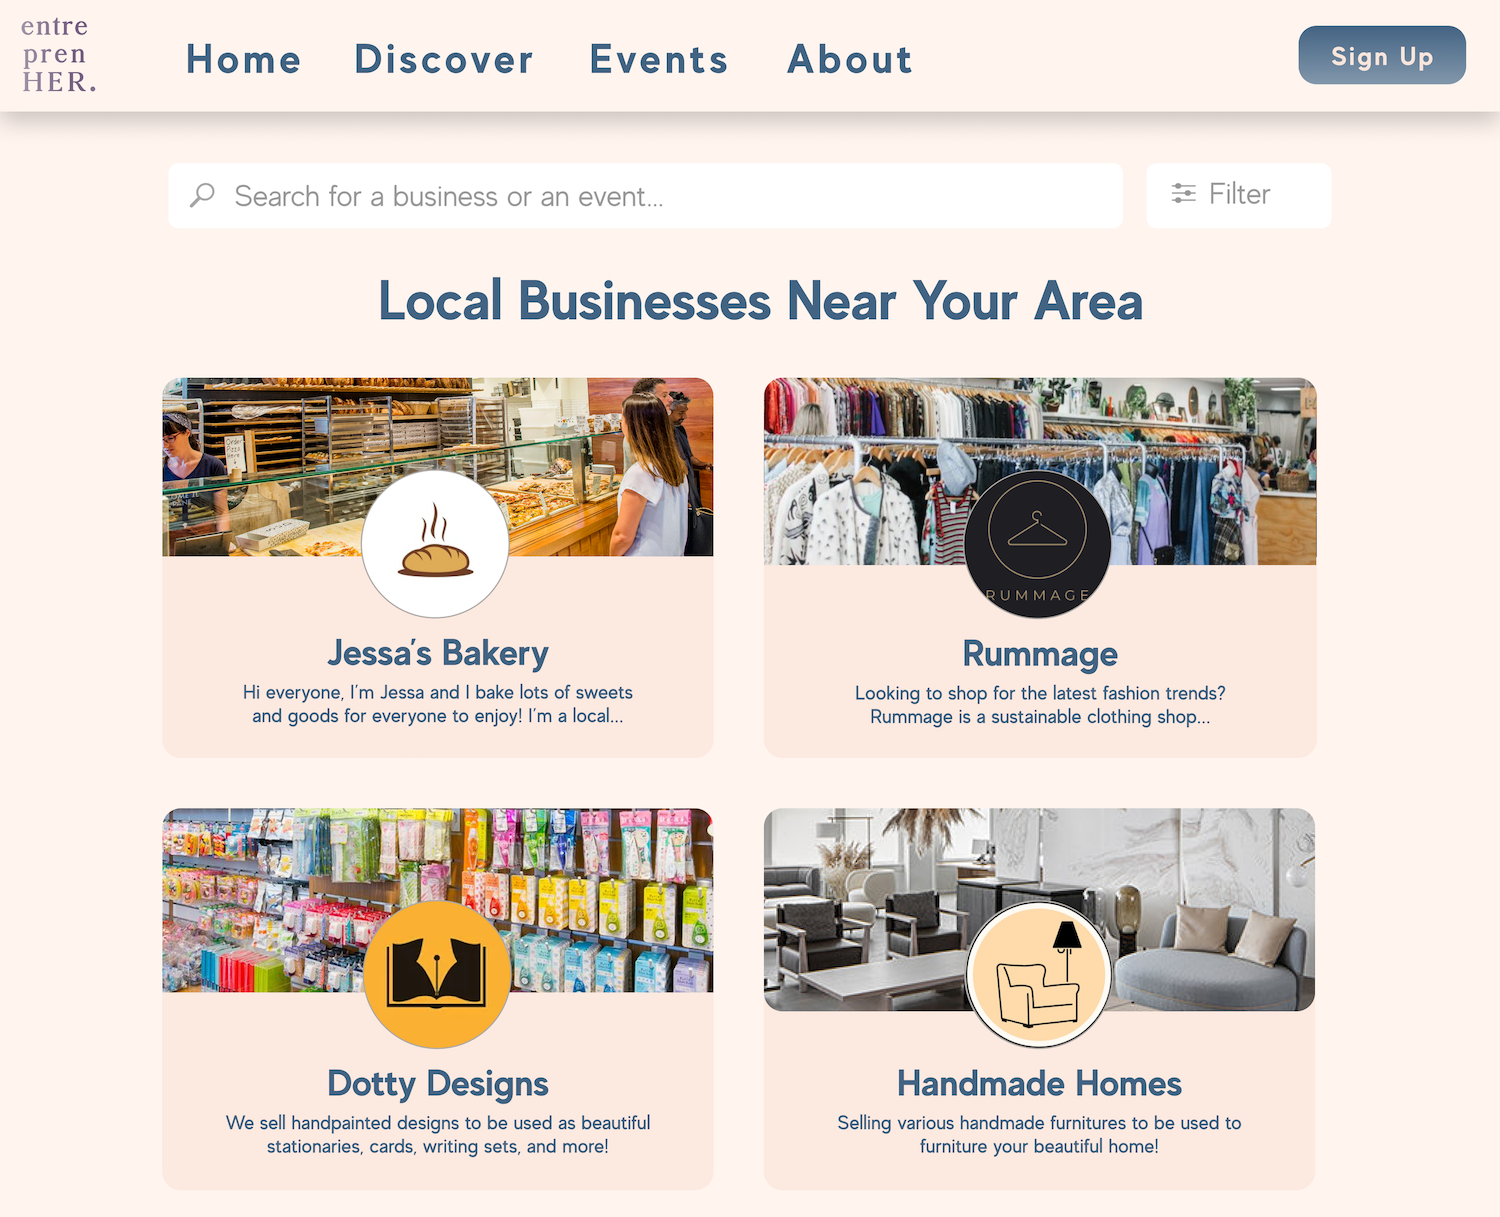 entre
pren
HER.
Home Discover Events About
Sign Up
Search for a business or an event...
Filter
Local Businesses Near Your Area
Order
Pizza
Here
Jessa's Bakery
Hi everyone, I'm Jessa and I bake lots of sweets
and goods for everyone to enjoy! I'm a local...
RUMMAGE
Rummage
Looking to shop for the latest fashion trends?
Rummage is a sustainable clothing shop...
Dotty Designs
We sell handpainted designs to be used as beautiful
stationaries, cards, writing sets, and more!
Handmade Homes
Selling various handmade furnitures to be used to
furniture your beautiful home!